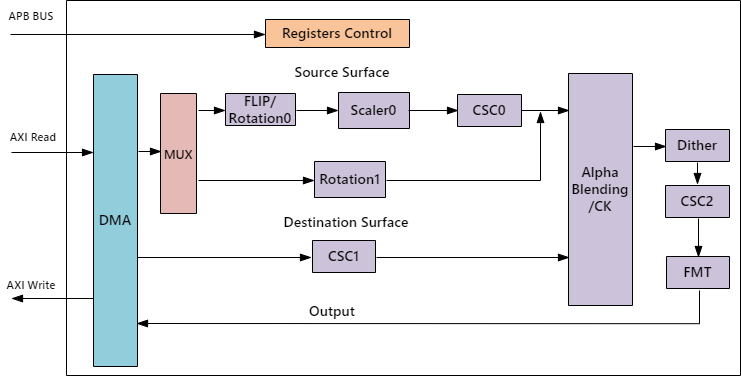 APB BUS
Registers Control
Source Surface
FLIP/
Rotation0
Scaler0
CSC0
AXI Read
MUX
Dither
Rotation1
Alpha
Blending
/CK
CSC2
DMA
Destination Surface
CSC1
FMT
AXI Write
Output